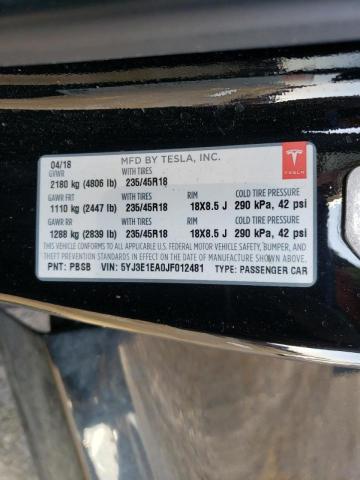 04/18 MFD BY TESLA, INC.
GVWR WITH TIRES
2180 kg (4806 lb) 235/45R18
GAWR FRT WITH TIRES RIM COLD TIRE PRESSURE
1110 kg (2447 lb) 235/45R18 18X8.5 J 290 kPa, 42 psi
GAWR RR WITH TIRES RIM COLD TIRE PRESSURE
1288 kg (2839 lb) 235/45R18 18X8.5 J 290 kPa, 42 psi
THIS VEHICLE CONFORMS TO ALL APPLICABLE U.S. FEDERAL MOTOR VEHICLE SAFETY, BUMPER, AND
THEFT PREVENTION STANDARDS IN EFFECT ON THE DATE OF MANUFACTURE SHOWN ABOVE.
PNT: PBSB VIN: 5YJ3E1EA0JF012481 TYPE: PASSENGER CAR
TESLA